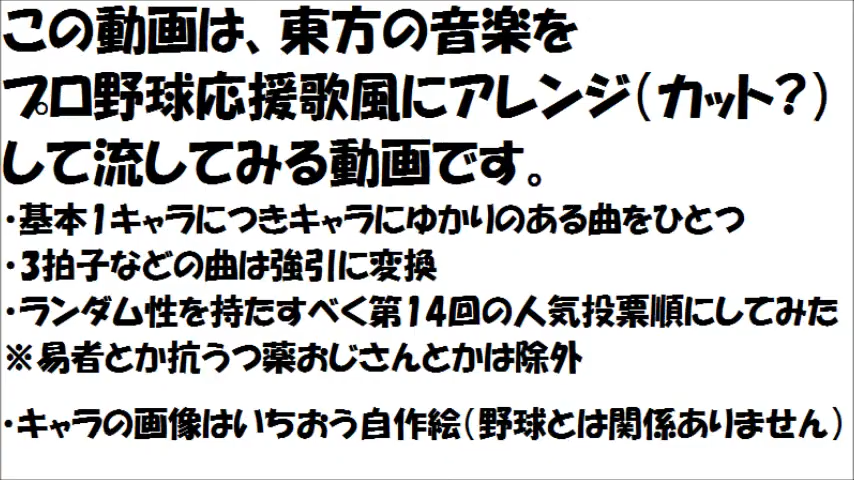 この動画は、東方の音楽を
プロ野球応援歌風にアレンジ(カット?)
して流してみる動画です。
・基本1キャラにつきキャラにゆかりのある曲をひとつ
・3拍子などの曲は強引に変換
・ランダム性を持たすべく第14回の人気投票順にしてみた
※易者とか抗うつ薬おじさんとかは除外
・キャラの画像はいちおう自作絵(野球とは関係ありません)